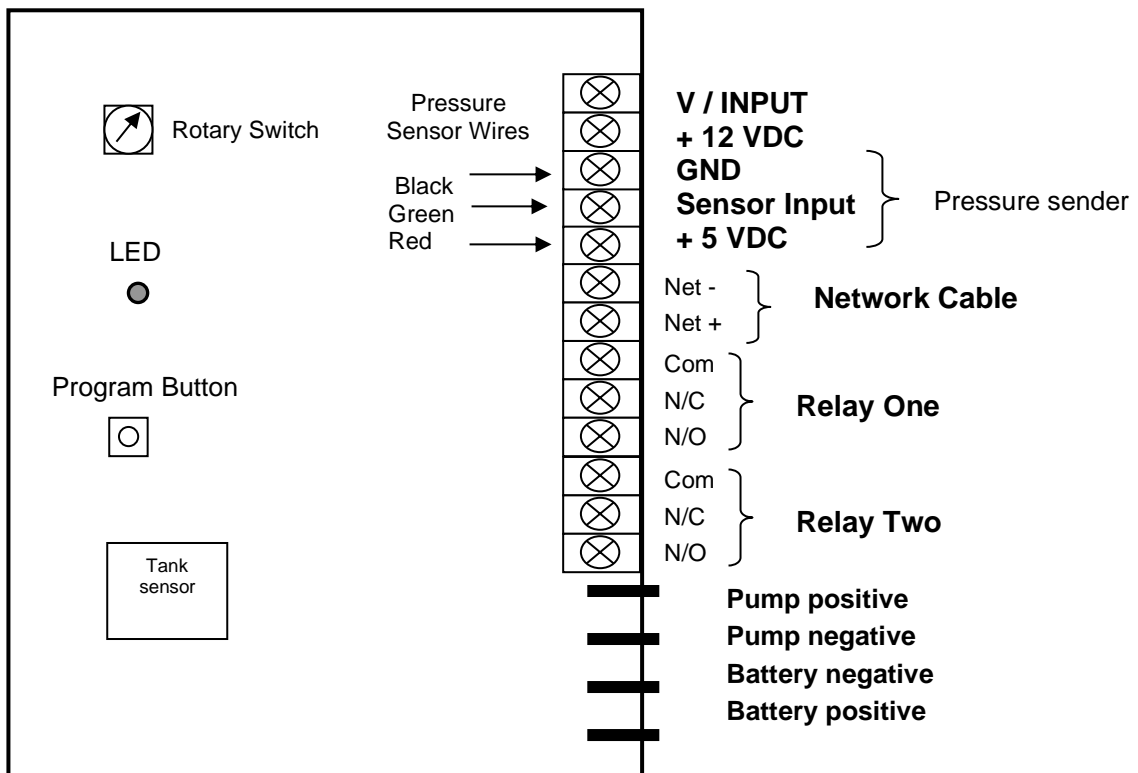 Rotary Switch
LED
Program Button
Tank
sensor
Pressure
Sensor Wires
Black
Green
Red
V / INPUT
+ 12 VDC
GND
Sensor Input
+ 5 VDC
Pressure sender
Net -
Net +
Network Cable
Com
N/C
N/O
Relay One
Com
N/C
N/O
Relay Two
Pump positive
Pump negative
Battery negative
Battery positive